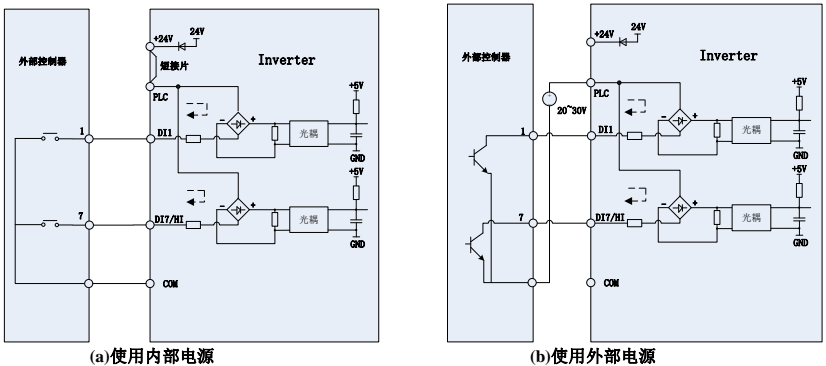 +24V
24V
外部控制器
短接片
Inverter
PLC
+5V
1
DI1
-
+
光耦
GND
+5V
7
DI7/HI
-
+
光耦
GND
COM
(a)使用内部电源
+24V
24V
外部控制器
Inverter
PLC
20~30V
+5V
1
DI1
-
+
光耦
GND
+5V
7
DI7/HI
-
+
光耦
GND
COM
(b)使用外部电源